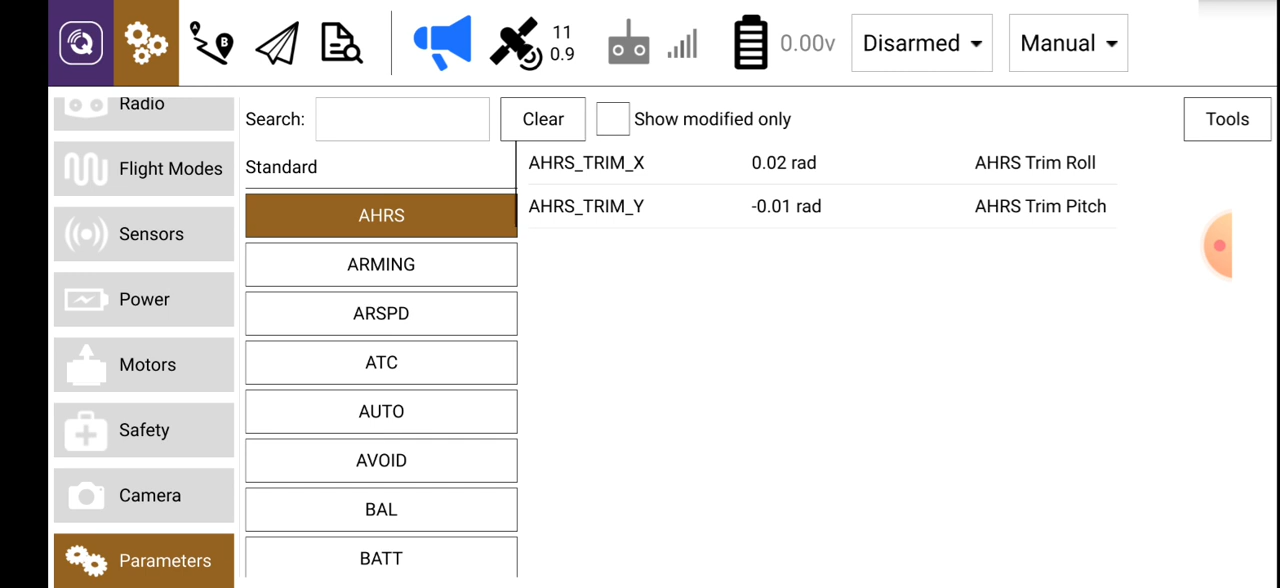 A
B
11
0.9
0.00v
Disarmed
Manual
Radio
Flight Modes
Sensors
Power
Motors
Safety
Camera
Parameters
Search:
Clear
Show modified only
Tools
Standard
AHRS
ARMING
ARSPD
ATC
AUTO
AVOID
BAL
BATT
AHRS_TRIM_X 0.02 rad AHRS Trim Roll
AHRS_TRIM_Y -0.01 rad AHRS Trim Pitch